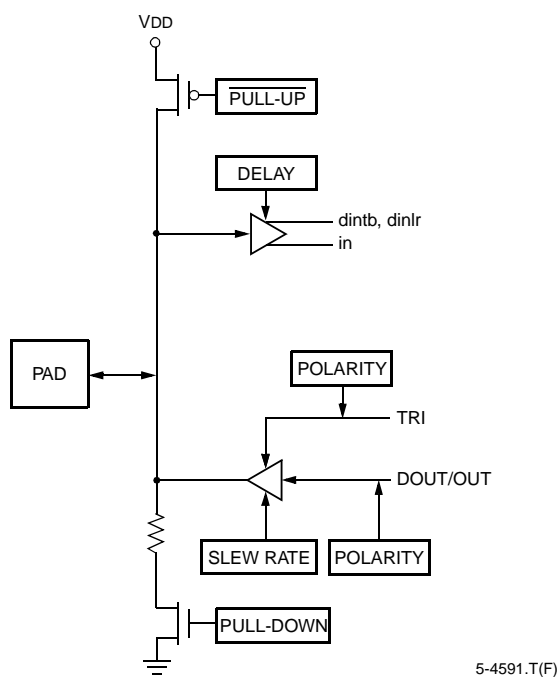 VDD
PULL-UP
DELAY
dintb, dinlr
in
PAD
POLARITY
TRI
DOUT/OUT
SLEW RATE
POLARITY
PULL-DOWN
5-4591.T(F)